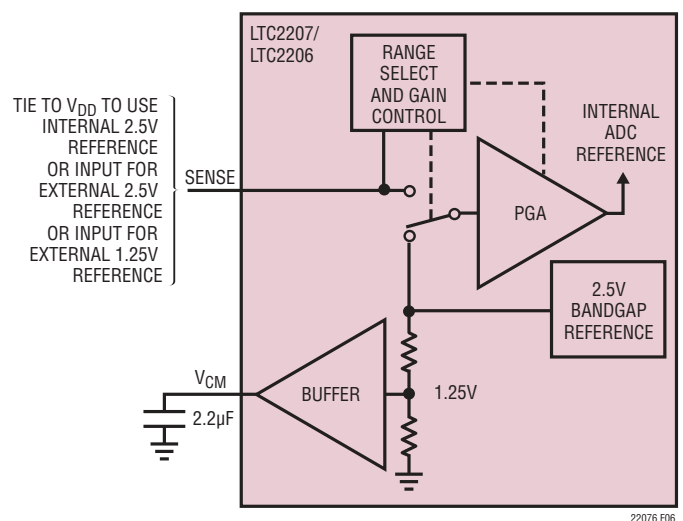 LTC2207/
LTC2206
RANGE
SELECT
AND GAIN
CONTROL
TIE TO VDD TO USE
INTERNAL 2.5V
REFERENCE
OR INPUT FOR
EXTERNAL 2.5V
REFERENCE
OR INPUT FOR
EXTERNAL 1.25V
REFERENCE
SENSE
INTERNAL
ADC
REFERENCE
PGA
2.5V
BANDGAP
REFERENCE
VCM
BUFFER
1.25V
2.2µF
22076 F06